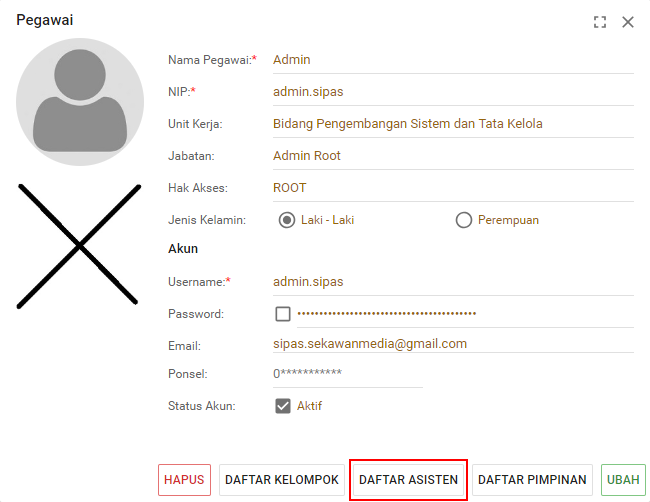 Pegawai
Nama Pegawai:* Admin
NIP:* admin.sipas
Unit Kerja: Bidang Pengembangan Sistem dan Tata Kelola
Jabatan: Admin Root
Hak Akses: ROOT
Jenis Kelamin: Laki - Laki Perempuan
Akun
Username:* admin.sipas
Password: ••••••••••••••••••••••••••••••••••••••••
Email: sipas.sekawanmedia@gmail.com
Ponsel: 0***********
Status Akun: Aktif
HAPUS DAFTAR KELOMPOK DAFTAR ASISTEN DAFTAR PIMPINAN UBAH